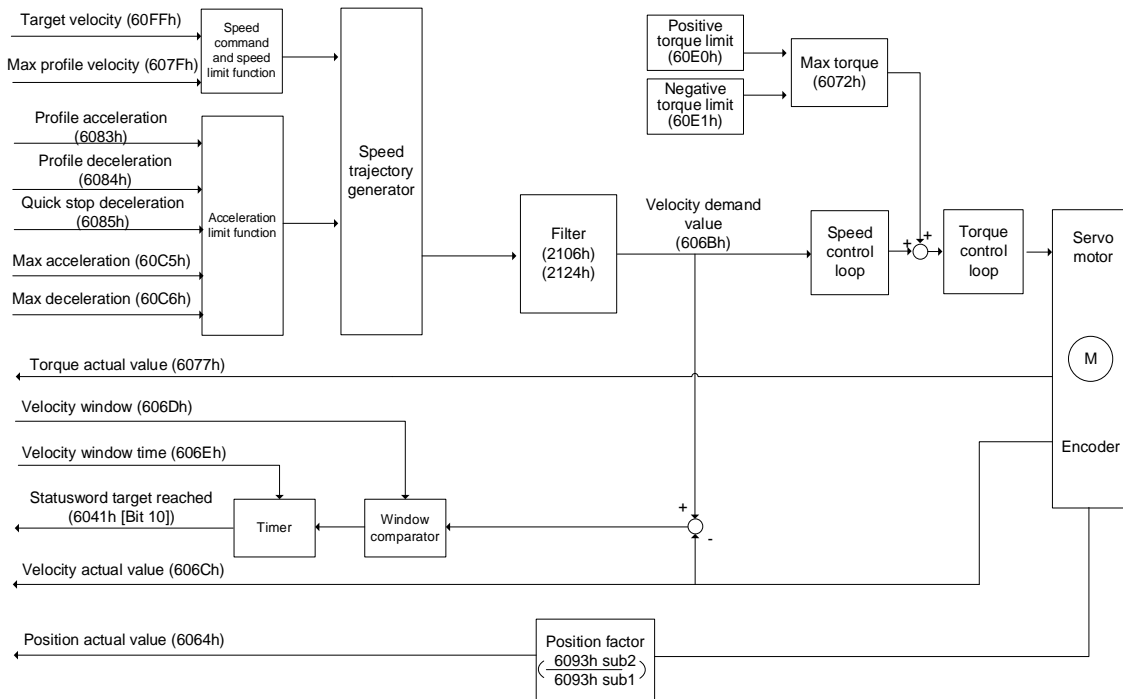 Target velocity (60FFh)
Max profile velocity (607Fh)
Speed
command
and speed
limit function
Profile acceleration
(6083h)
Profile deceleration
(6084h)
Quick stop deceleration
(6085h)
Max acceleration (60C5h)
Max deceleration (60C6h)
Acceleration
limit function
Speed
trajectory
generator
Filter
(2106h)
(2124h)
Velocity demand
value
(606Bh)
Positive
torque limit
(60E0h)
Negative
torque limit
(60E1h)
Max torque
(6072h)
Speed
control
loop
+
+
Torque
control
loop
Servo
motor
M
Encoder
Torque actual value (6077h)
Velocity window (606Dh)
Velocity window time (606Eh)
Statusword target reached
(6041h [Bit 10])
Timer
Window
comparator
+
-
Velocity actual value (606Ch)
Position actual value (6064h)
Position factor
(6093h sub2
6093h sub1)